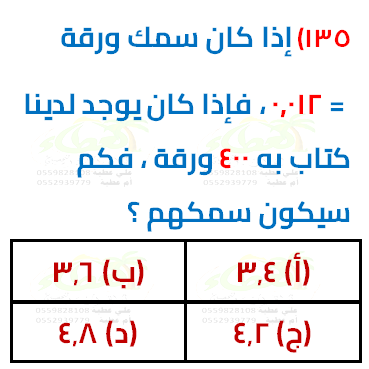 ١٣٥) إذا كان سمك ورقة
= ٠,٠١٢ ، فإذا كان يوجد لدينا
كتاب به ٤٠٠ ورقة ، فكم
سيكون سمكهم ؟
(أ) ٣,٤
(ب) ٣,٦
(ج) ٤,٢
(د) ٤,٨